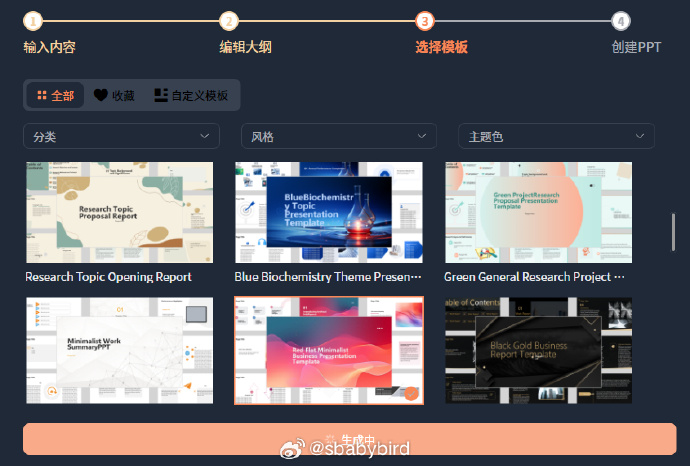 1 2 3 4
输入内容 编辑大纲 选择模板 创建PPT
全部 收藏 自定义模板
分类 风格 主题色
Research Topic
Proposal Report
BlueBiochemistr
y Topic
Presentation
Template
Green ProjectResearch
Proposal Presentation
Template
Research Topic Opening Report
Blue Biochemistry Theme Presen···
Green General Research Project ···
01
Minimalist Work
SummaryPPT
Red Flat Minimalist
Business Presentation
Template
Table of Contents
Black Gold Business
Report Template
生成中
@sbabybird